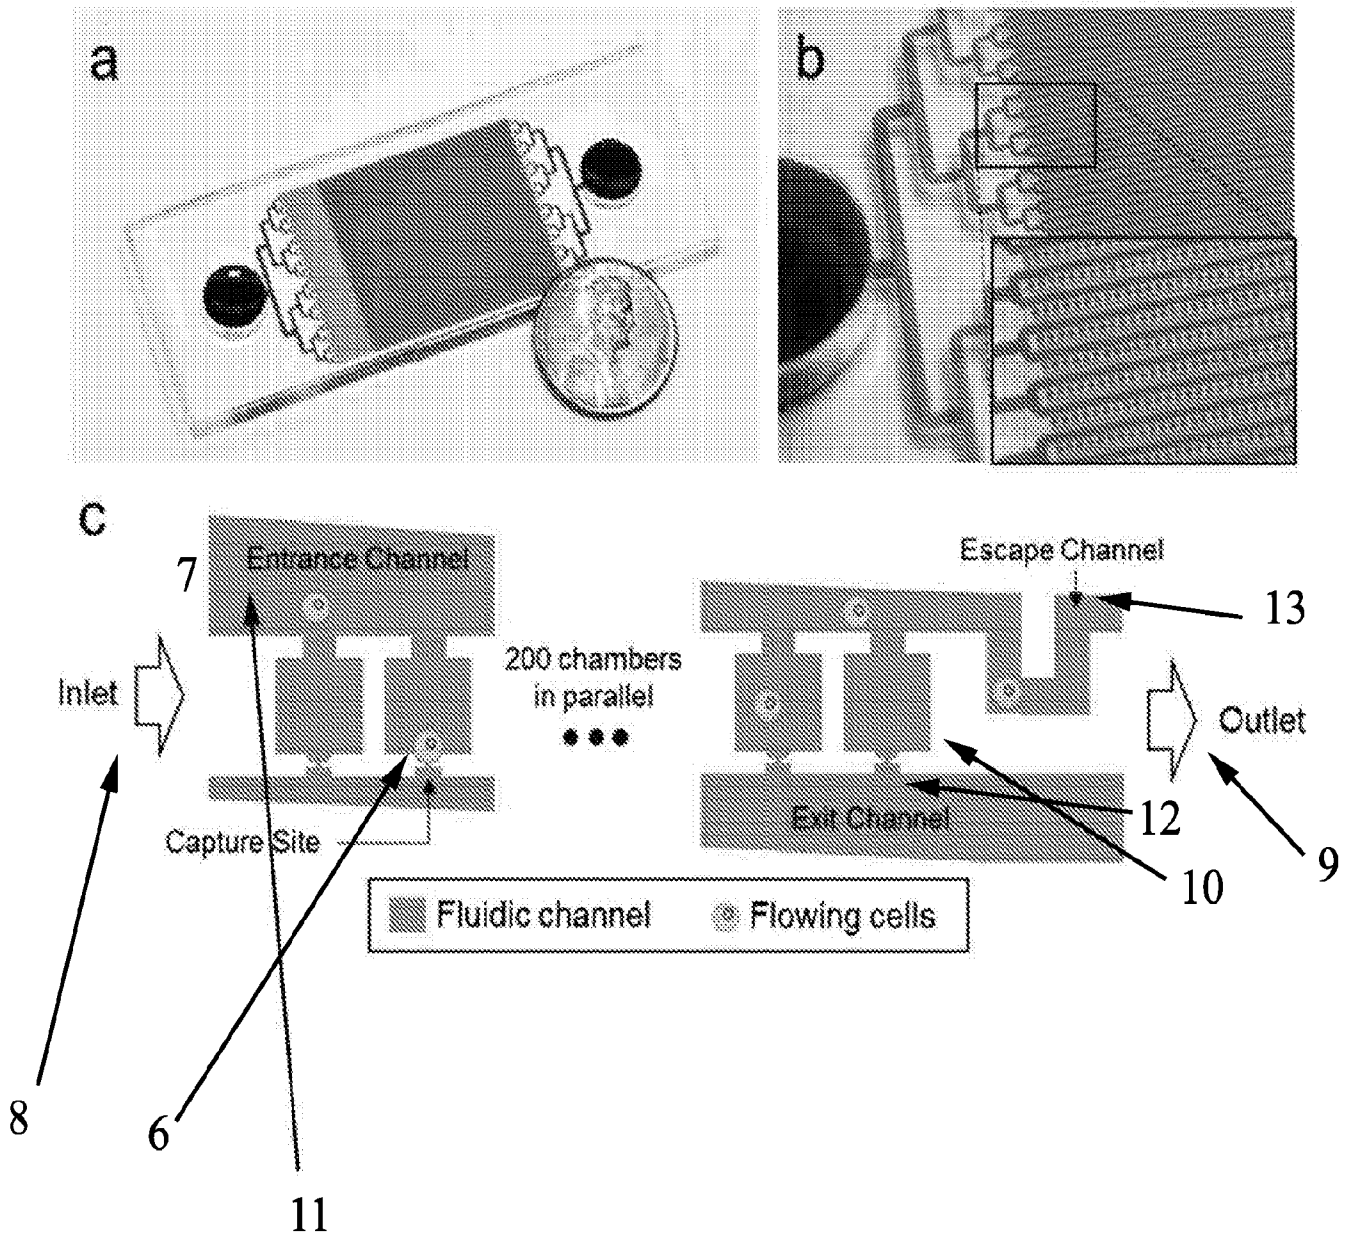 a
b
c
7
Entrance Channel
Escape Channel
13
200 chambers
in parallel
Inlet
Outlet
12
Exit Channel
Capture Site
10
9
Fluidic channel
Flowing cells
8
6
11